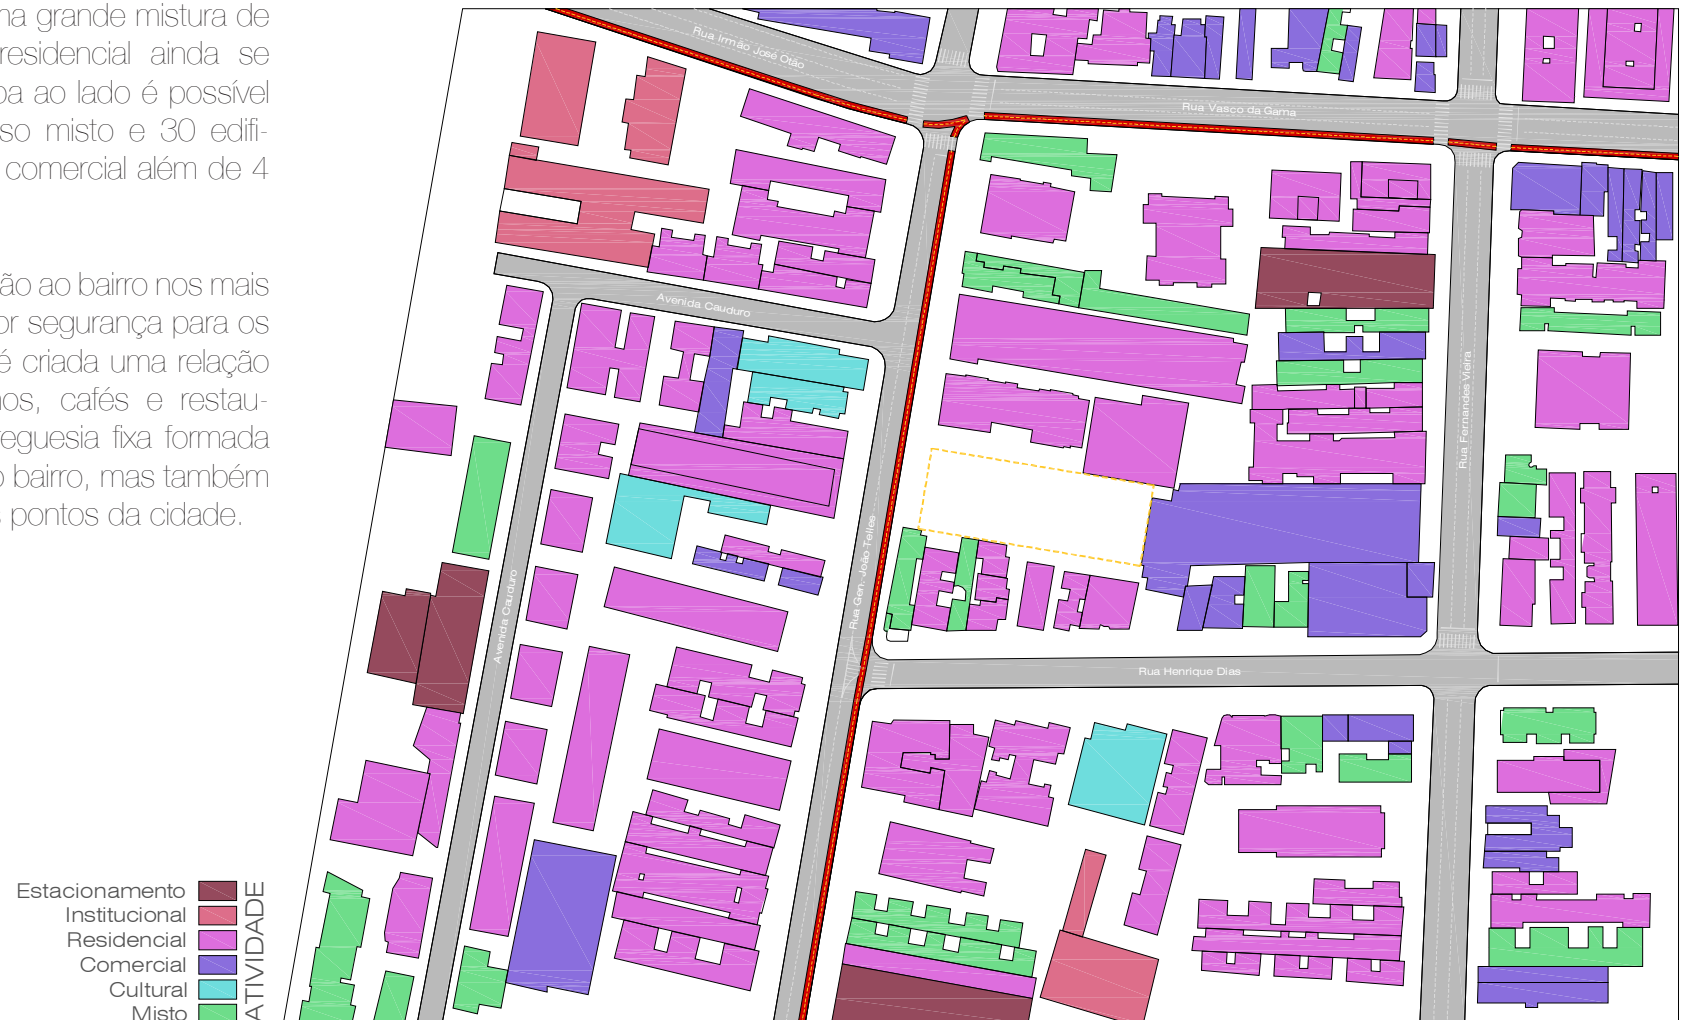 na grande mistura de
residencial ainda se
pa ao lado é possível
so misto e 30 edifi-
comercial além de 4
ão ao bairro nos mais
or segurança para os
é criada uma relação
nos, cafés e restau-
reguesia fixa formada
o bairro, mas também
s pontos da cidade.
Estacionamento
Institucional
Residencial
Comercial
Cultural
Misto
ATIVIDADE
Rua Irmão José Otão
Rua Vasco da Gama
Avenida Cauduro
Rua Fernandes Vieira
Rua Gen. João Telles
Avenida Cauduro
Rua Henrique Dias